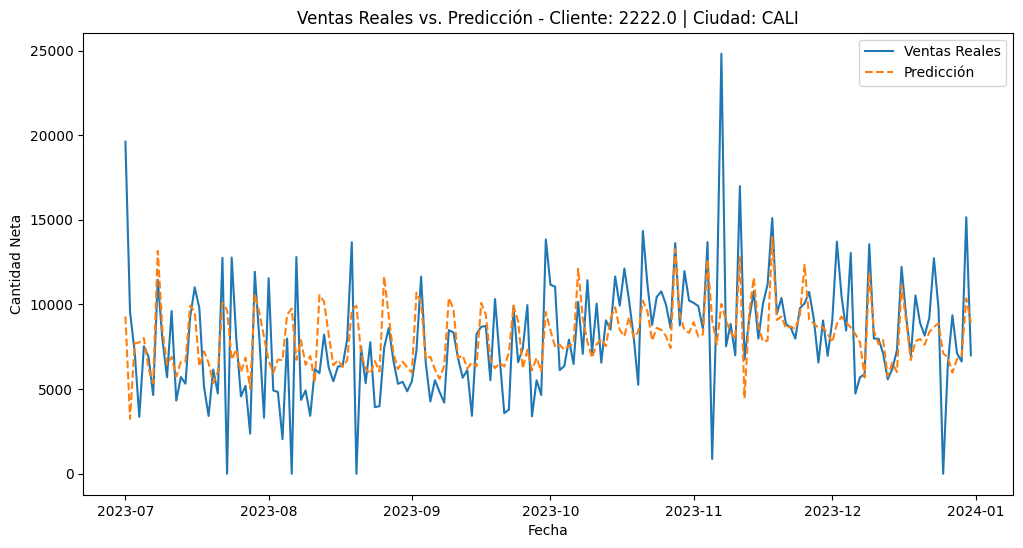 Ventas Reales vs. Predicción - Cliente: 2222.0 | Ciudad: CALI
Ventas Reales
Predicción
Cantidad Neta
25000
20000
15000
10000
5000
0
2023-07
2023-08
2023-09
2023-10
2023-11
2023-12
2024-01
Fecha